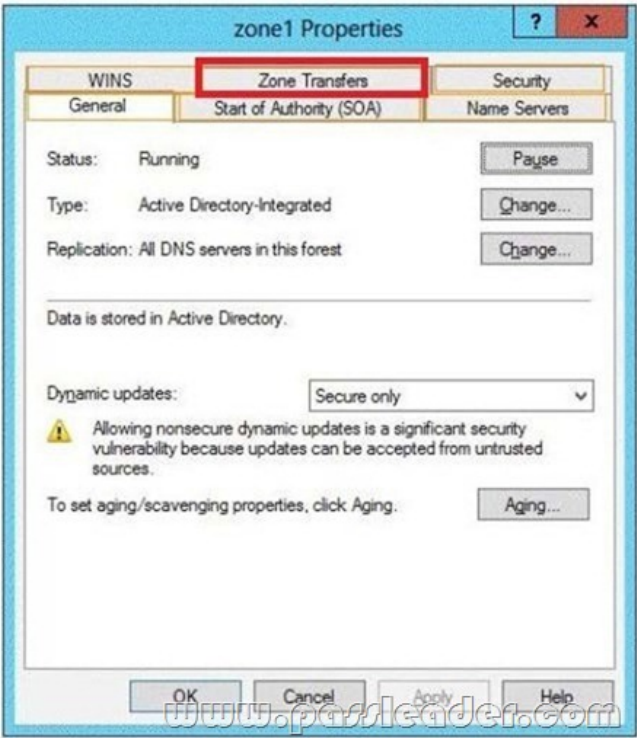 zone1 Properties
? x
WINS Zone Transfers Security
General Start of Authority (SOA) Name Servers
Status: Running Pause
Type: Active Directory-Integrated Change...
Replication: All DNS servers in this forest Change...
Data is stored in Active Directory.
Dynamic updates: Secure only
Allowing nonsecure dynamic updates is a significant security
vulnerability because updates can be accepted from untrusted
sources.
To set aging/scavenging properties, click Aging. Aging...
OK Cancel Apply Help
www.passleader.com